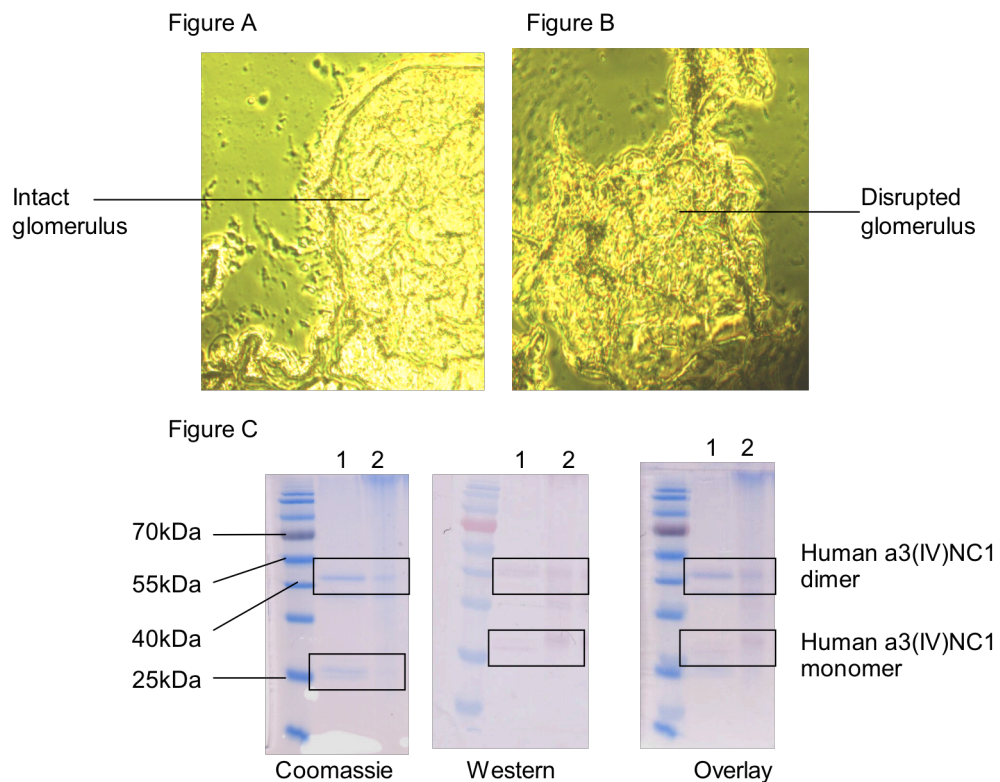 Figure A
Figure B
Intact
glomerulus
Disrupted
glomerulus
Figure C
1 2
1 2
1 2
70kDa
55kDa
40kDa
25kDa
Human a3(IV)NC1
dimer
Human a3(IV)NC1
monomer
Coomassie
Western
Overlay